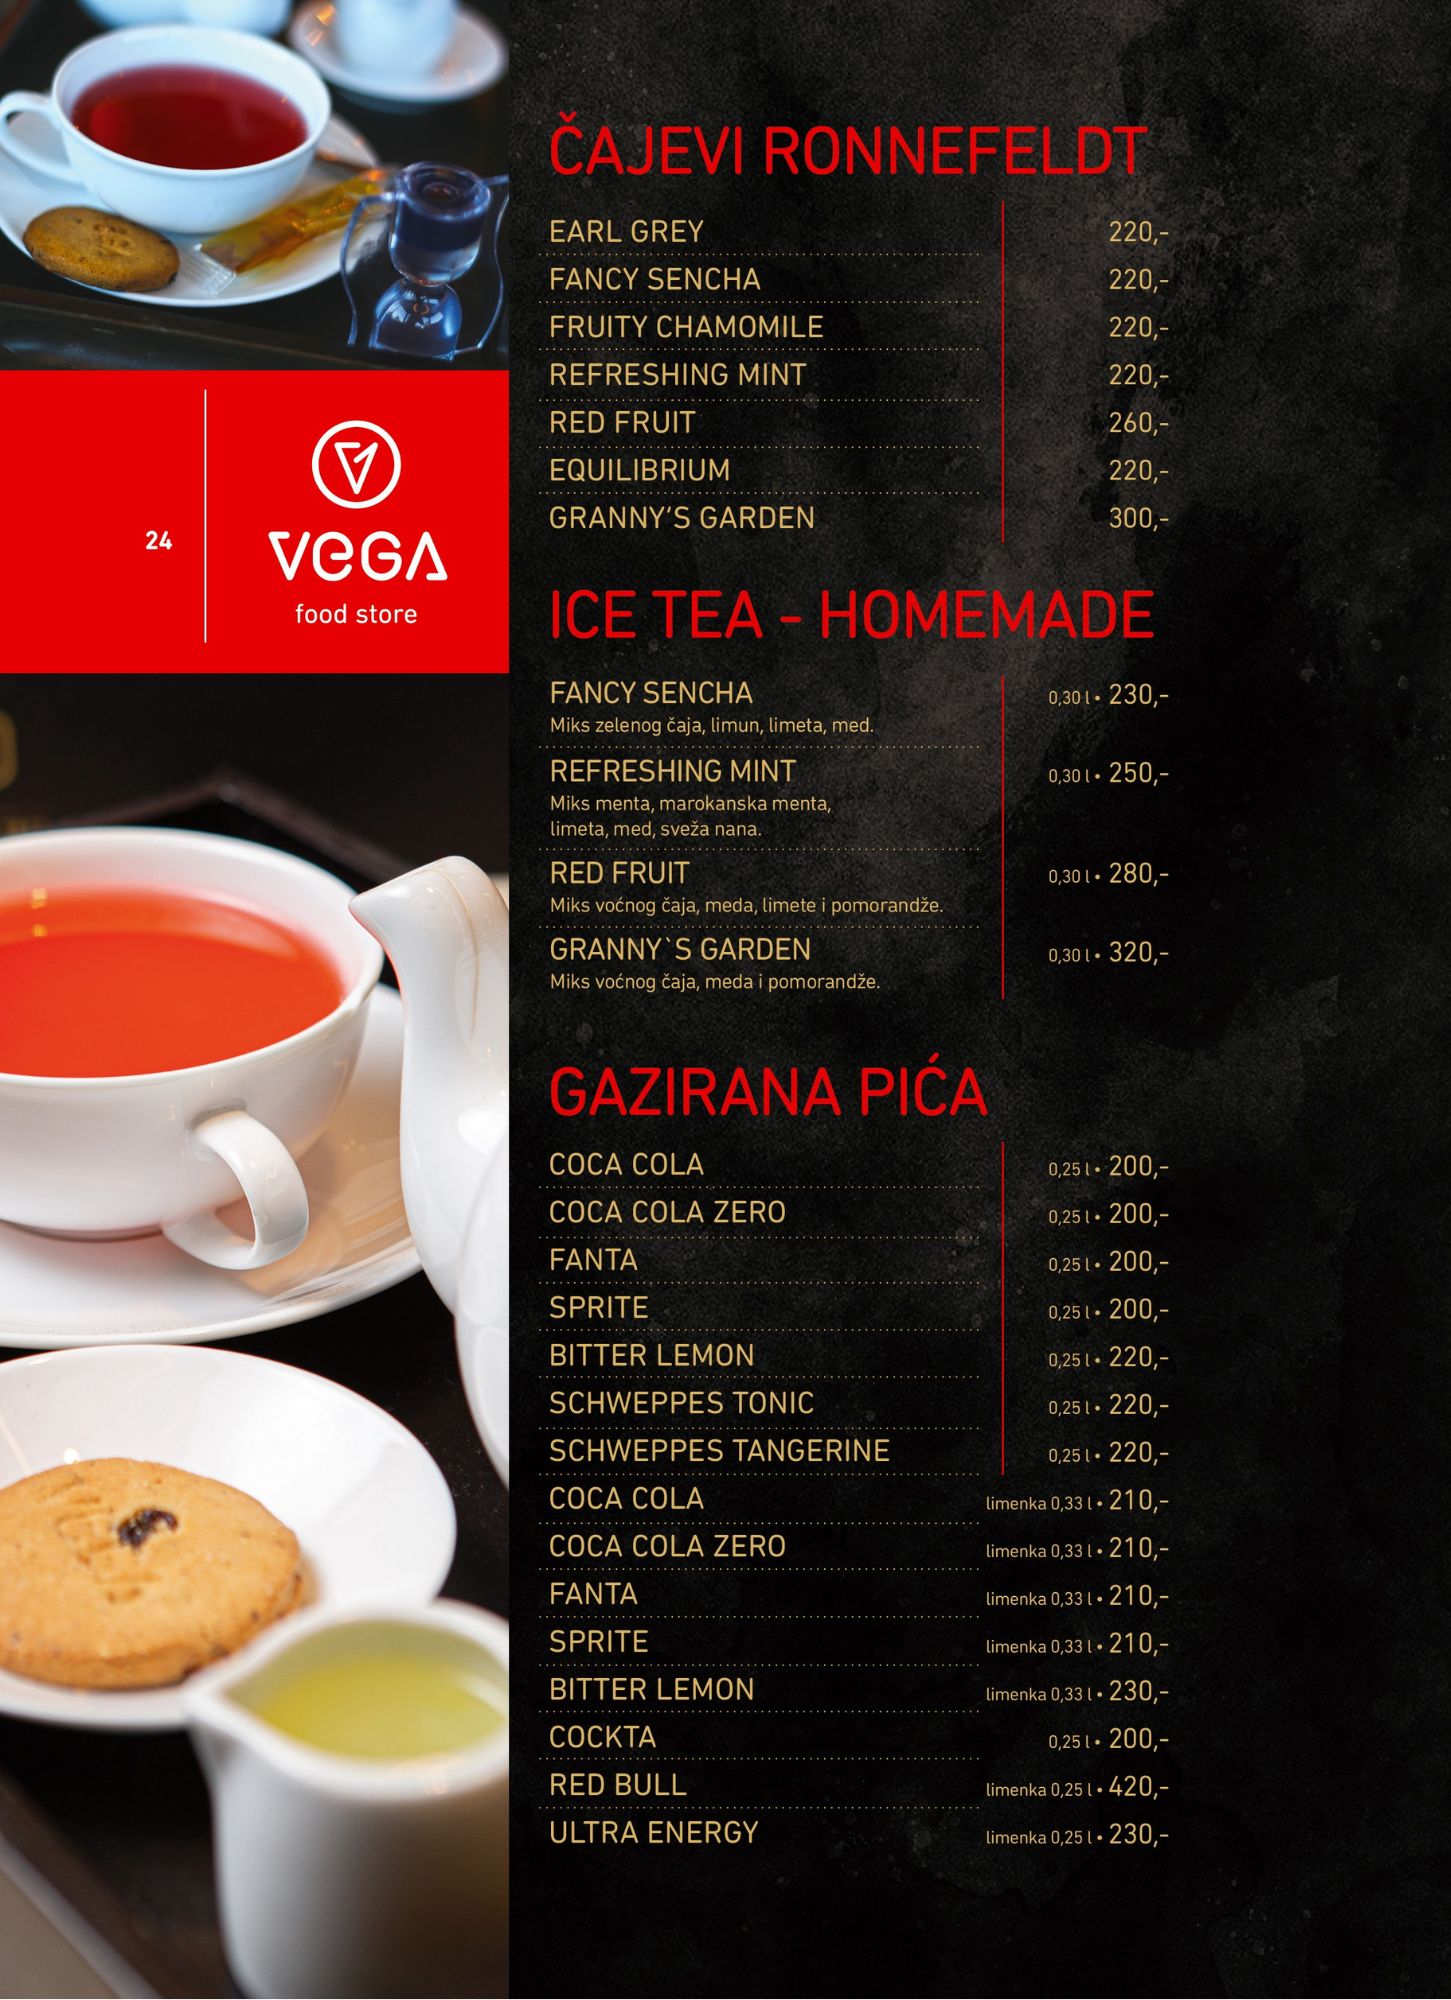 24
VEGA
food store
ČAJEVI RONNEFELDT
EARL GREY 220,-
FANCY SENCHA 220,-
FRUITY CHAMOMILE 220,-
REFRESHING MINT 220,-
RED FRUIT 260,-
EQUILIBRIUM 220,-
GRANNY’S GARDEN 300,-
ICE TEA - HOMEMADE
FANCY SENCHA 0,30 l • 230,-
Miks zelenog čaja, limun, limeta, med.
REFRESHING MINT 0,30 l • 250,-
Miks menta, marokanska menta,
limeta, med, sveža nana.
RED FRUIT 0,30 l • 280,-
Miks voćnog čaja, meda, limete i pomorandže.
GRANNY`S GARDEN 0,30 l • 320,-
Miks voćnog čaja, meda i pomorandže.
GAZIRANA PIĆA
COCA COLA 0,25 l • 200,-
COCA COLA ZERO 0,25 l • 200,-
FANTA 0,25 l • 200,-
SPRITE 0,25 l • 200,-
BITTER LEMON 0,25 l • 220,-
SCHWEPPES TONIC 0,25 l • 220,-
SCHWEPPES TANGERINE 0,25 l • 220,-
COCA COLA limenka 0,33 l • 210,-
COCA COLA ZERO limenka 0,33 l • 210,-
FANTA limenka 0,33 l • 210,-
SPRITE limenka 0,33 l • 210,-
BITTER LEMON limenka 0,33 l • 230,-
COCKTA 0,25 l • 200,-
RED BULL limenka 0,25 l • 420,-
ULTRA ENERGY limenka 0,25 l • 230,-